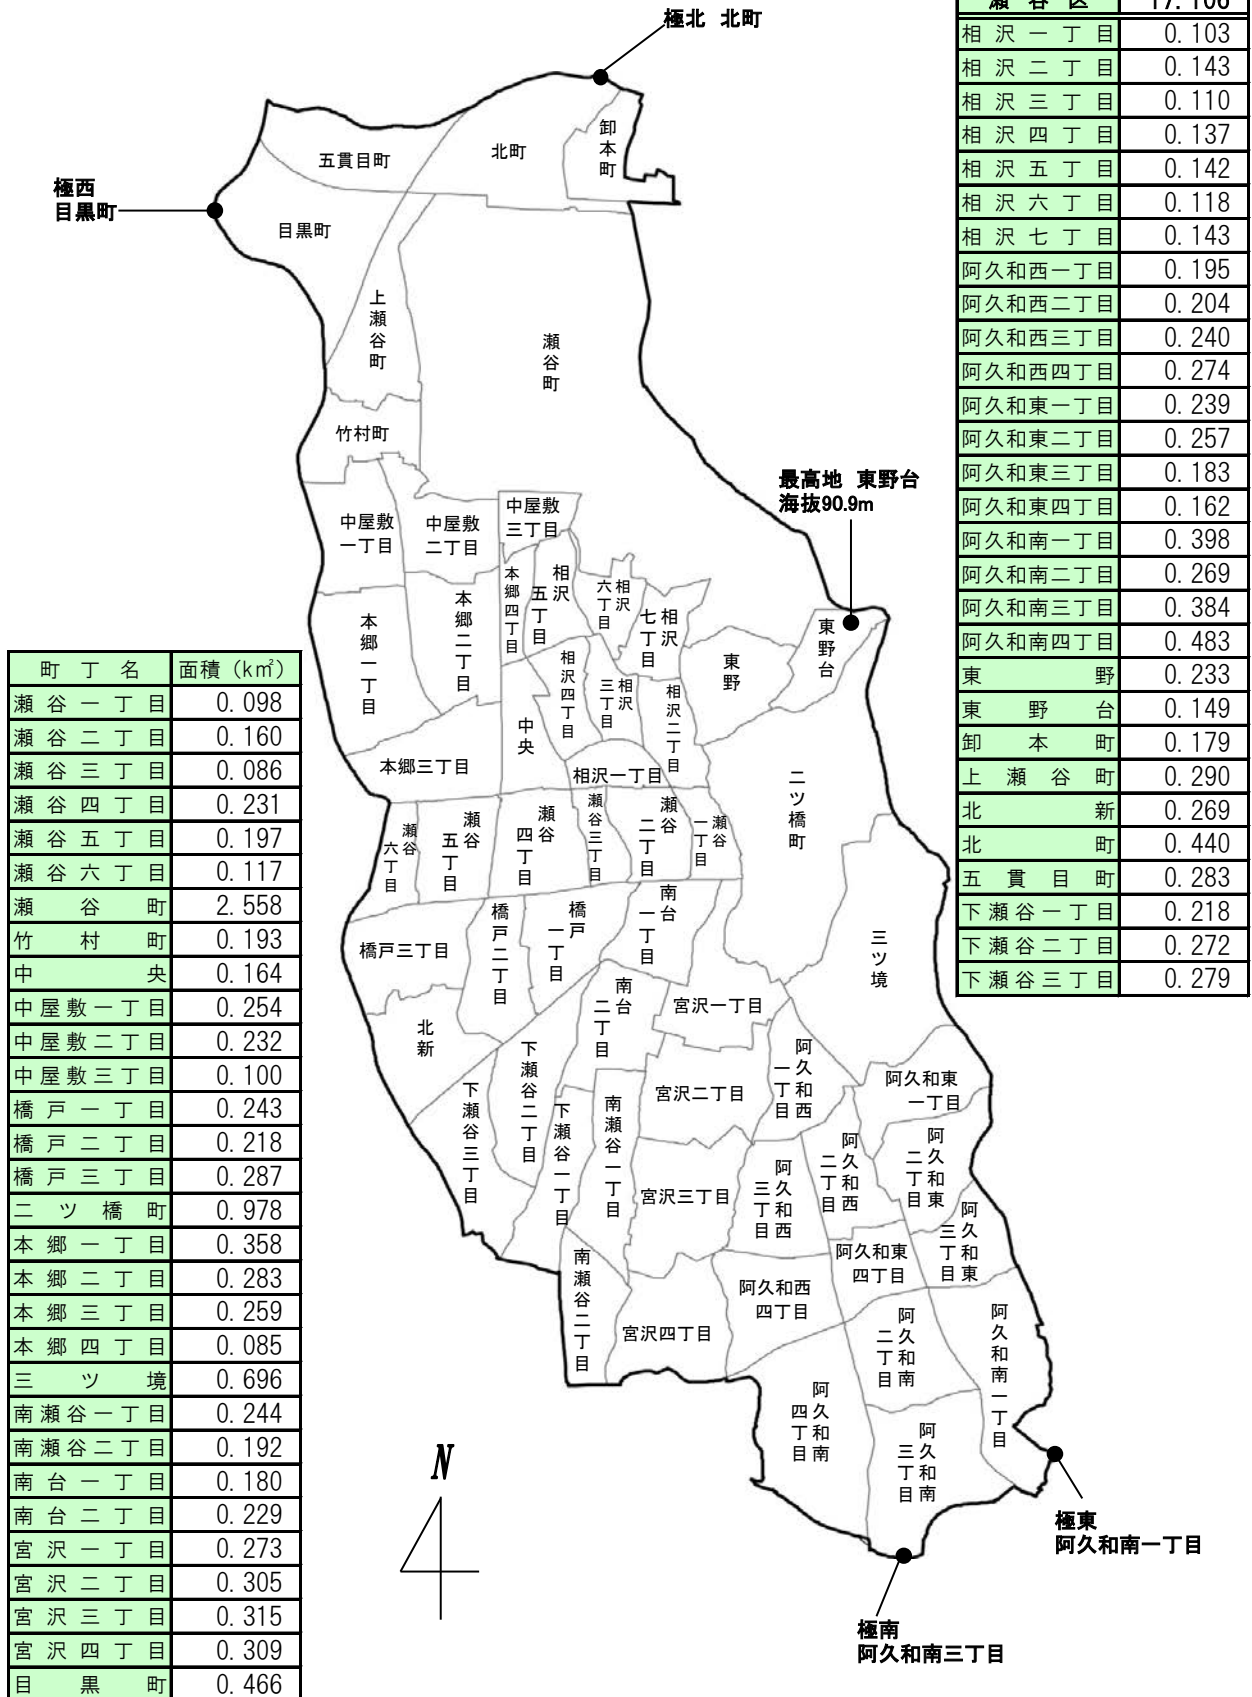 瀬谷区 17.106
相沢一丁目 0.103
相沢二丁目 0.143
相沢三丁目 0.110
相沢四丁目 0.137
相沢五丁目 0.142
相沢六丁目 0.118
相沢七丁目 0.143
阿久和西一丁目 0.195
阿久和西二丁目 0.204
阿久和西三丁目 0.240
阿久和西四丁目 0.274
阿久和東一丁目 0.239
阿久和東二丁目 0.257
阿久和東三丁目 0.183
阿久和東四丁目 0.162
阿久和南一丁目 0.398
阿久和南二丁目 0.269
阿久和南三丁目 0.384
阿久和南四丁目 0.483
東野 0.233
東野台 0.149
卸本町 0.179
上瀬谷町 0.290
北新 0.269
北町 0.440
五貫目町 0.283
下瀬谷一丁目 0.218
下瀬谷二丁目 0.272
下瀬谷三丁目 0.279
町丁名 面積（k㎡）
瀬谷一丁目 0.098
瀬谷二丁目 0.160
瀬谷三丁目 0.086
瀬谷四丁目 0.231
瀬谷五丁目 0.197
瀬谷六丁目 0.117
瀬谷町 2.558
竹村町 0.193
中央 0.164
中屋敷一丁目 0.254
中屋敷二丁目 0.232
中屋敷三丁目 0.100
橋戸一丁目 0.243
橋戸二丁目 0.218
橋戸三丁目 0.287
二ツ橋町 0.978
本郷一丁目 0.358
本郷二丁目 0.283
本郷三丁目 0.259
本郷四丁目 0.085
三ツ境 0.696
南瀬谷一丁目 0.244
南瀬谷二丁目 0.192
南台一丁目 0.180
南台二丁目 0.229
宮沢一丁目 0.273
宮沢二丁目 0.305
宮沢三丁目 0.315
宮沢四丁目 0.309
目黒町 0.466
極北 北町
極西
目黒町
最高地 東野台
海抜90.9m
極東
阿久和南一丁目
極南
阿久和南三丁目
N
五貫目町
北町
卸本町
目黒町
上瀬谷町
瀬谷町
竹村町
中屋敷
一丁目
中屋敷
二丁目
中屋敷
三丁目
本郷一丁目
本郷二丁目
本郷四丁目
相沢
五丁目
相沢
六丁目
相沢
七丁目
東野
東野台
相沢四丁目
相沢
三丁目
相沢二丁目
中央
本郷三丁目
相沢一丁目
二ツ橋町
瀬谷
六丁目
瀬谷
五丁目
瀬谷
四丁目
瀬谷三丁目
瀬谷
二丁目
瀬谷
一丁目
橋戸三丁目
橋戸二丁目
橋戸
一丁目
南台
一丁目
三ツ境
北新
南台
二丁目
宮沢一丁目
下瀬谷三丁目
下瀬谷二丁目
下瀬谷一丁目
南瀬谷一丁目
宮沢二丁目
阿久和西
一丁目
阿久和東
一丁目
阿久和西
二丁目
阿久和東
二丁目
宮沢三丁目
阿久和西
三丁目
阿久和東
三丁目
阿久和東
四丁目
南瀬谷二丁目
宮沢四丁目
阿久和西
四丁目
阿久和南
二丁目
阿久和南一丁目
阿久和南
四丁目
阿久和南
三丁目